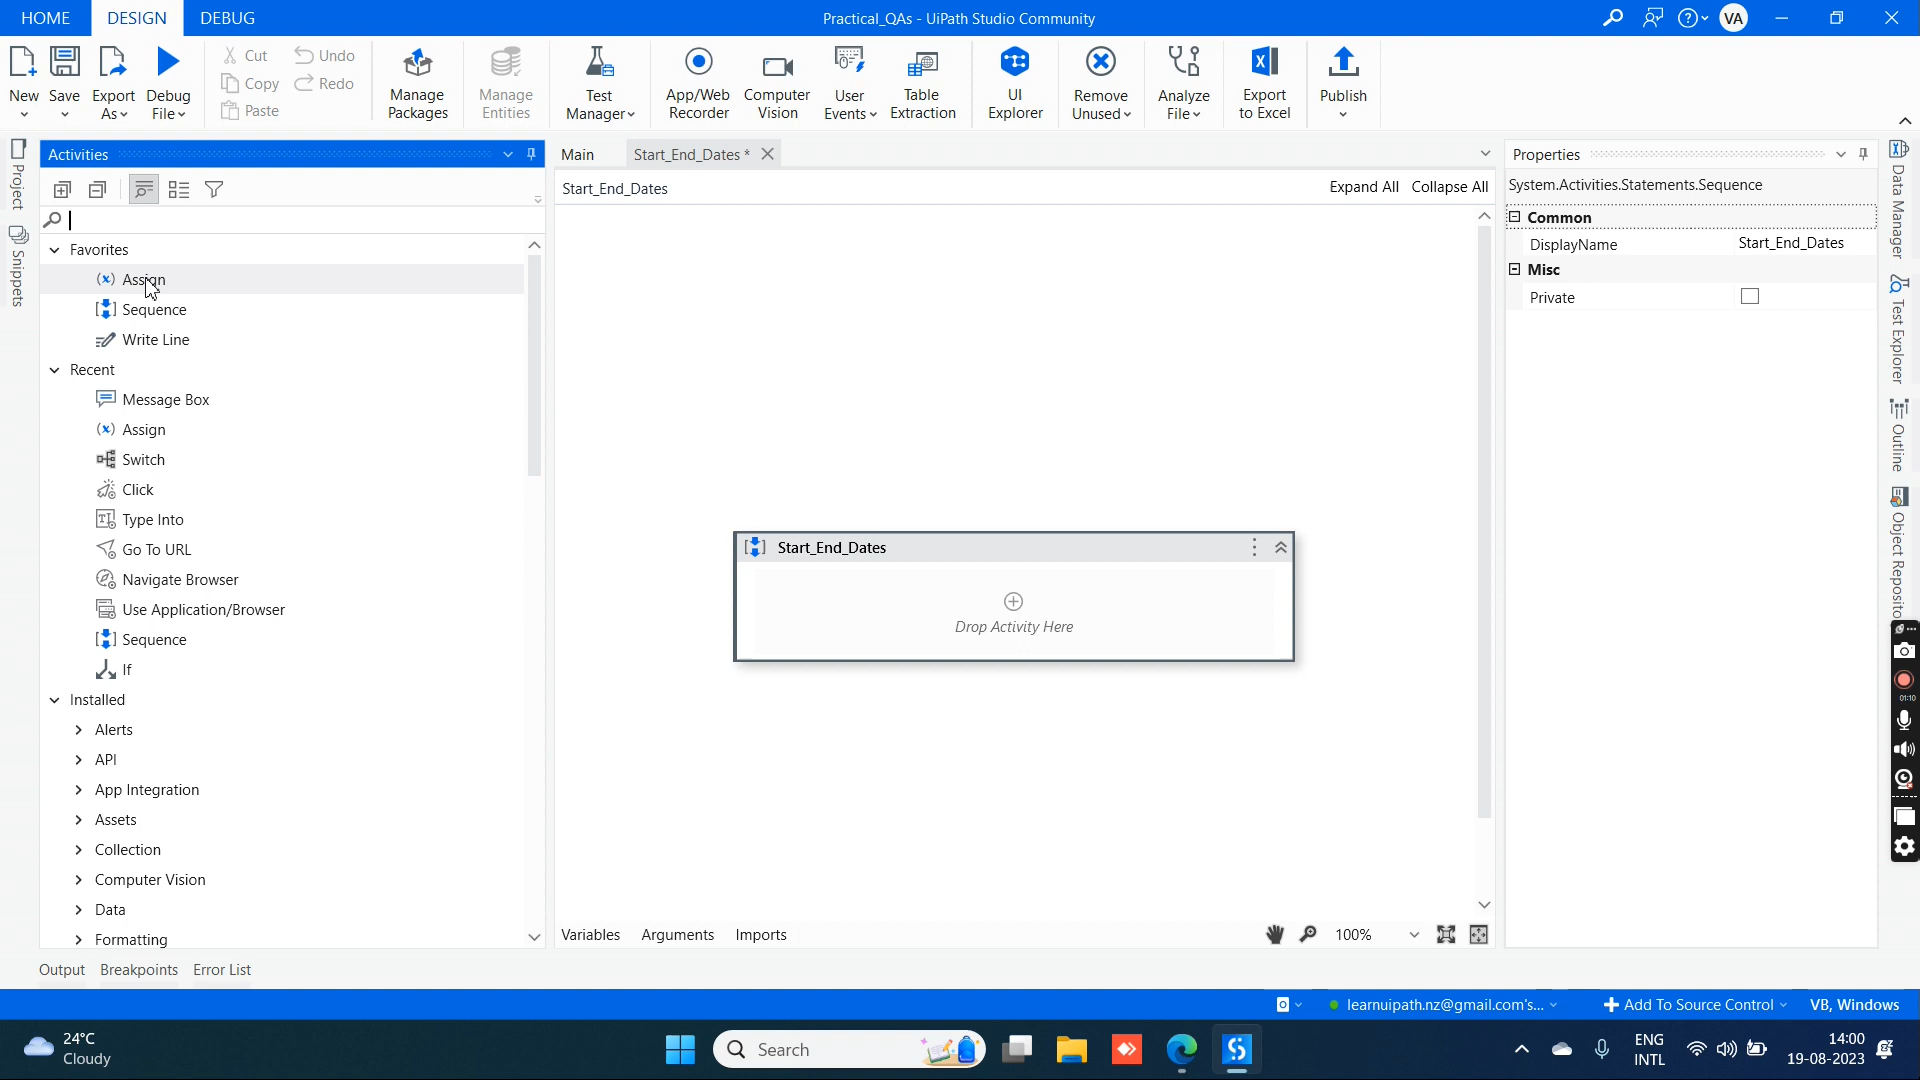 HOME DESIGN DEBUG
Practical_QAs - UiPath Studio Community
VA
New
Save
Export As
Debug File
Cut
Copy
Paste
Undo
Redo
Manage Packages
Manage Entities
Test Manager
App/Web Recorder
Computer Vision
User Events
Table Extraction
UI Explorer
Remove Unused
Analyze File
Export to Excel
Publish
Project
Snippets
Activities
Favorites
Assign
Sequence
Write Line
Recent
Message Box
Assign
Switch
Click
Type Into
Go To URL
Navigate Browser
Use Application/Browser
Sequence
If
Installed
Alerts
API
App Integration
Assets
Collection
Computer Vision
Data
Formatting
Main
Start_End_Dates *
Start_End_Dates
Expand All Collapse All
Start_End_Dates
Drop Activity Here
Variables Arguments Imports
100%
Properties
System.Activities.Statements.Sequence
Common
DisplayName Start_End_Dates
Misc
Private
Data Manager
Test Explorer
Outline
Object Reposito
01:10
Output Breakpoints Error List
learnuipath.nz@gmail.com's...
Add To Source Control
VB, Windows
24°C
Cloudy
Search
ENG
INTL
14:00
19-08-2023